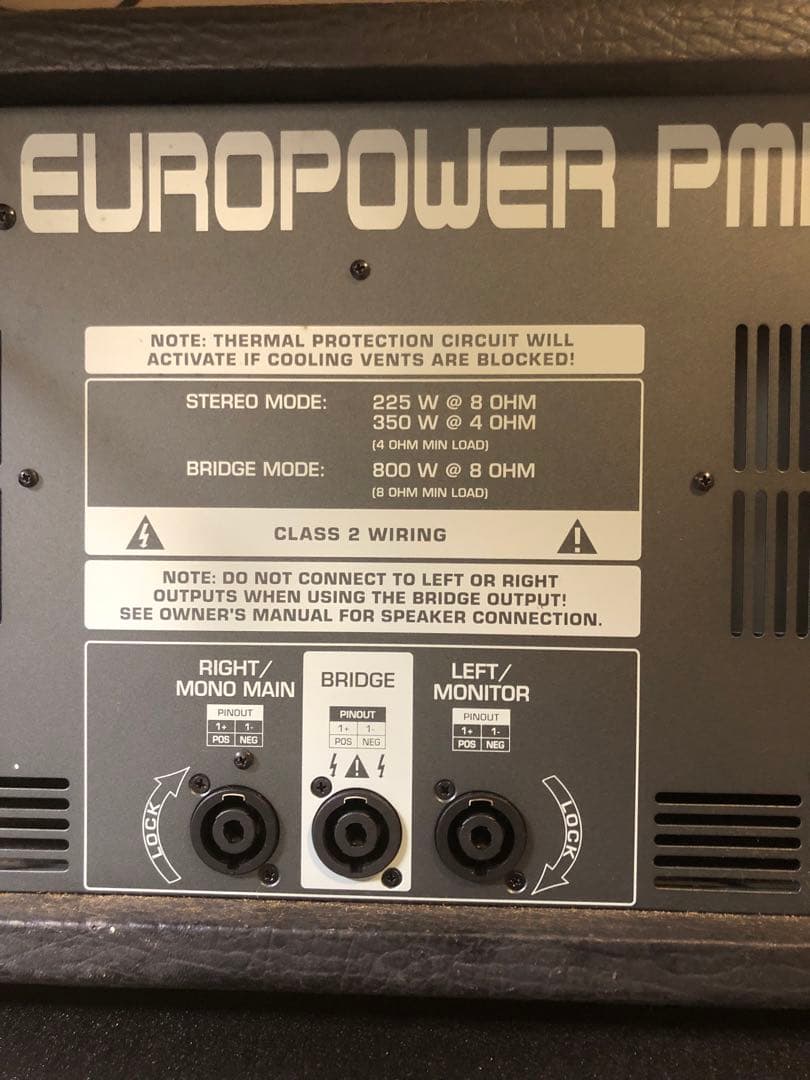 EUROPOWER PM
NOTE: THERMAL PROTECTION CIRCUIT WILL
ACTIVATE IF COOLING VENTS ARE BLOCKED!
STEREO MODE: 225 W @ 8 OHM
350 W @ 4 OHM
(4 OHM MIN LOAD)
BRIDGE MODE: 800 W @ 8 OHM
(8 OHM MIN LOAD)
CLASS 2 WIRING
NOTE: DO NOT CONNECT TO LEFT OR RIGHT
OUTPUTS WHEN USING THE BRIDGE OUTPUT!
SEE OWNER'S MANUAL FOR SPEAKER CONNECTION.
RIGHT/
MONO MAIN
PINOUT
1+ 1-
POS NEG
LOCK
BRIDGE
PINOUT
1+ 1-
POS NEG
LEFT/
MONITOR
PINOUT
1+ 1-
POS NEG
LOCK